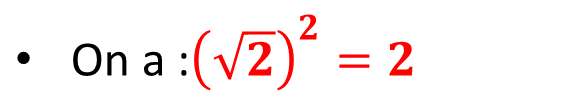 • On a :(√2)² = 2